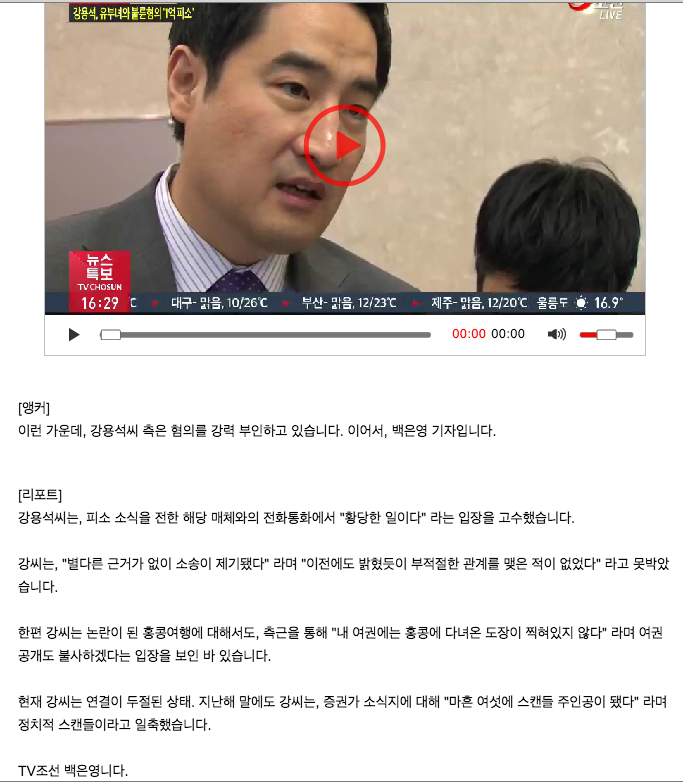 강용석, 유부녀와 불륜혐의 '1억 피소'
LIVE
뉴스
특보
TV CHOSUN
16:29
℃ 대구- 맑음, 10/26℃ 부산- 맑음, 12/23℃ 제주- 맑음, 12/20℃ 울릉도 16.9°
00:00 00:00
[앵커]
이런 가운데, 강용석씨 측은 혐의를 강력 부인하고 있습니다. 이어서, 백은영 기자입니다.
[리포트]
강용석씨는, 피소 소식을 전한 해당 매체와의 전화통화에서 "황당한 일이다" 라는 입장을 고수했습니다.
강씨는, "별다른 근거가 없이 소송이 제기됐다" 라며 "이전에도 밝혔듯이 부적절한 관계를 맺은 적이 없었다" 라고 못박았
습니다.
한편 강씨는 논란이 된 홍콩여행에 대해서도, 측근을 통해 "내 여권에는 홍콩에 다녀온 도장이 찍혀있지 않다" 라며 여권
공개도 불사하겠다는 입장을 보인 바 있습니다.
현재 강씨는 연결이 두절된 상태. 지난해 말에도 강씨는, 증권가 소식지에 대해 "마흔 여섯에 스캔들 주인공이 됐다" 라며
정치적 스캔들이라고 일축했습니다.
TV조선 백은영니다.